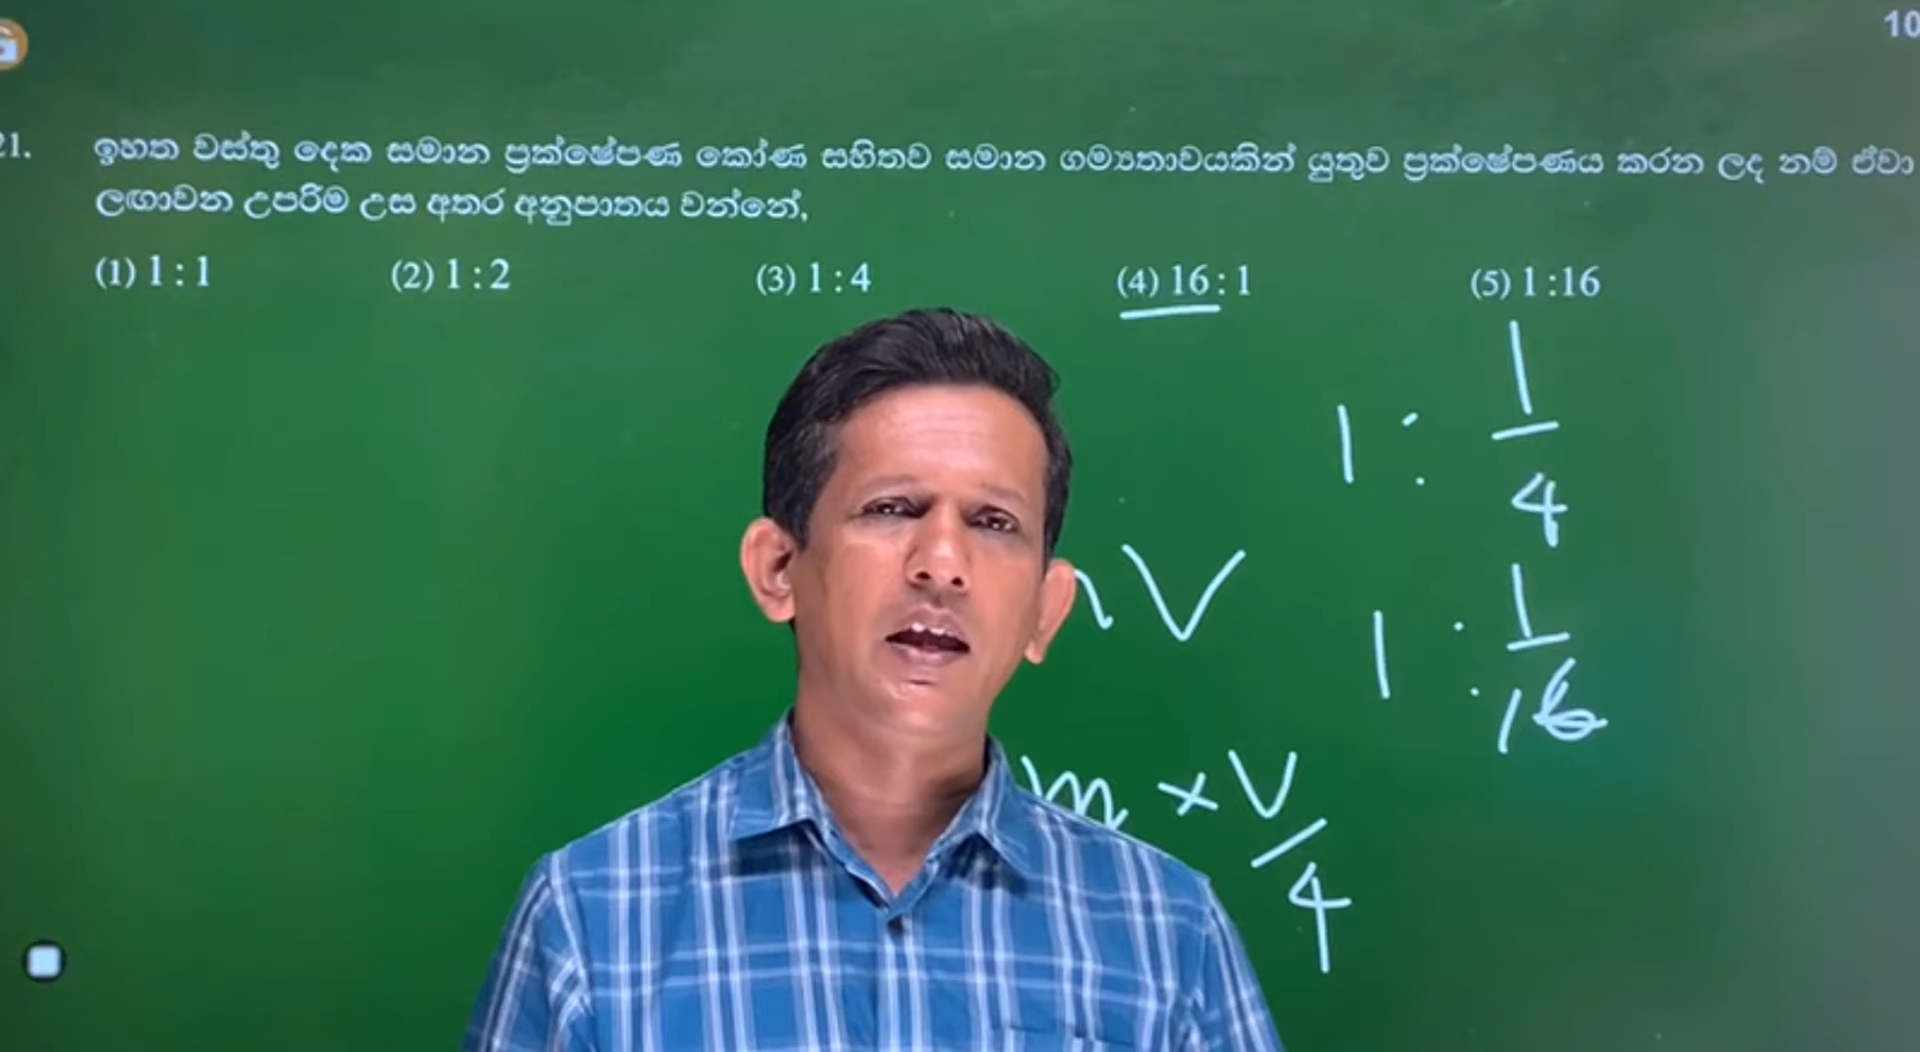 10
21. ඉහත වස්තු දෙක සමාන ප්‍රක්ෂේපණ කෝණ සහිතව සමාන ගම්‍යතාවයකින් යුතුව ප්‍රක්ෂේපණය කරන ලද නම් ඒවා
ළඟාවන උපරිම උස අතර අනුපාතය වන්නේ,
(1) 1 : 1 (2) 1 : 2 (3) 1 : 4 (4) 16 : 1 (5) 1 :16
1 : 1/4
V
1 : 1/16
m × V/4